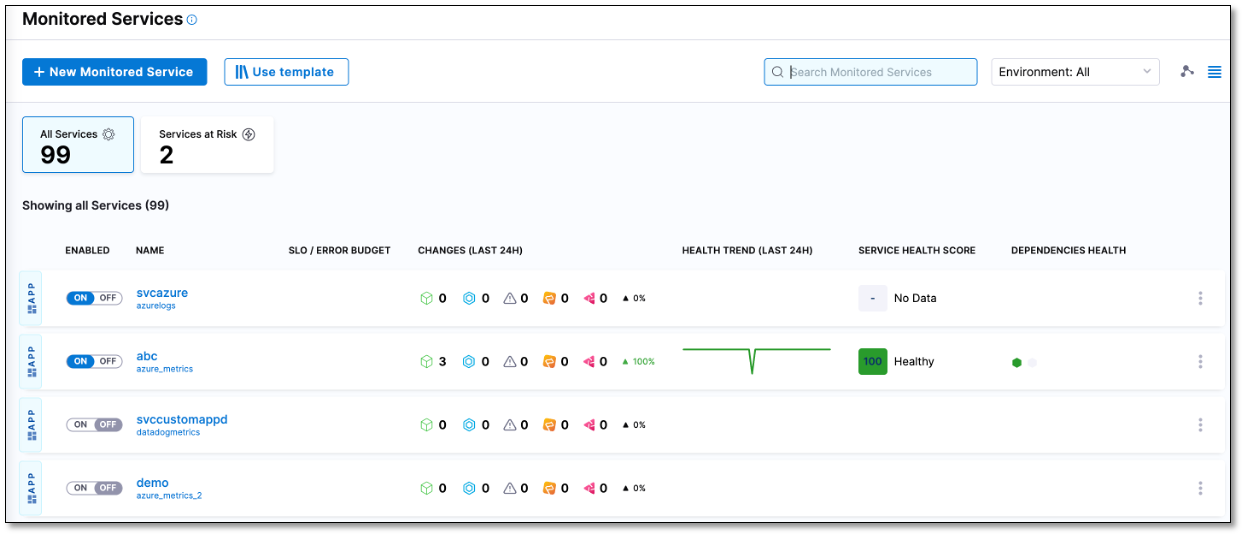 Monitored Services
+ New Monitored Service Use template Search Monitored Services Environment: All
All Services Services at Risk
99 2
Showing all Services (99)
ENABLED NAME SLO / ERROR BUDGET CHANGES (LAST 24H) HEALTH TREND (LAST 24H) SERVICE HEALTH SCORE DEPENDENCIES HEALTH
APP ON OFF svcazure 0 0 0 0 0 ▲ 0% - No Data
azurelogs
APP ON OFF abc 3 0 0 0 0 ▲ 100% 100 Healthy
azure_metrics
APP ON OFF svccustomappd 0 0 0 0 0 ▲ 0%
datadogmetrics
APP ON OFF demo 0 0 0 0 0 ▲ 0%
azure_metrics_2